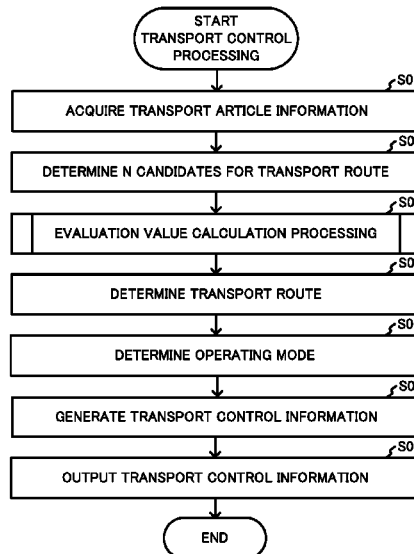 START
TRANSPORT CONTROL
PROCESSING
S0
ACQUIRE TRANSPORT ARTICLE INFORMATION
S0
DETERMINE N CANDIDATES FOR TRANSPORT ROUTE
S0
EVALUATION VALUE CALCULATION PROCESSING
S0
DETERMINE TRANSPORT ROUTE
S0
DETERMINE OPERATING MODE
S0
GENERATE TRANSPORT CONTROL INFORMATION
S0
OUTPUT TRANSPORT CONTROL INFORMATION
END